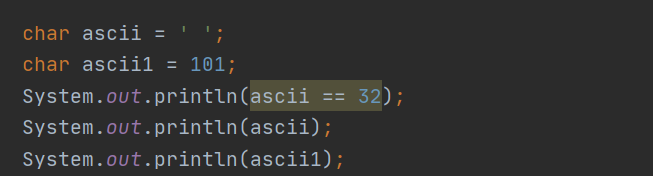 char ascii = ' ';
char ascii1 = 101;
System.out.println(ascii == 32);
System.out.println(ascii);
System.out.println(ascii1);